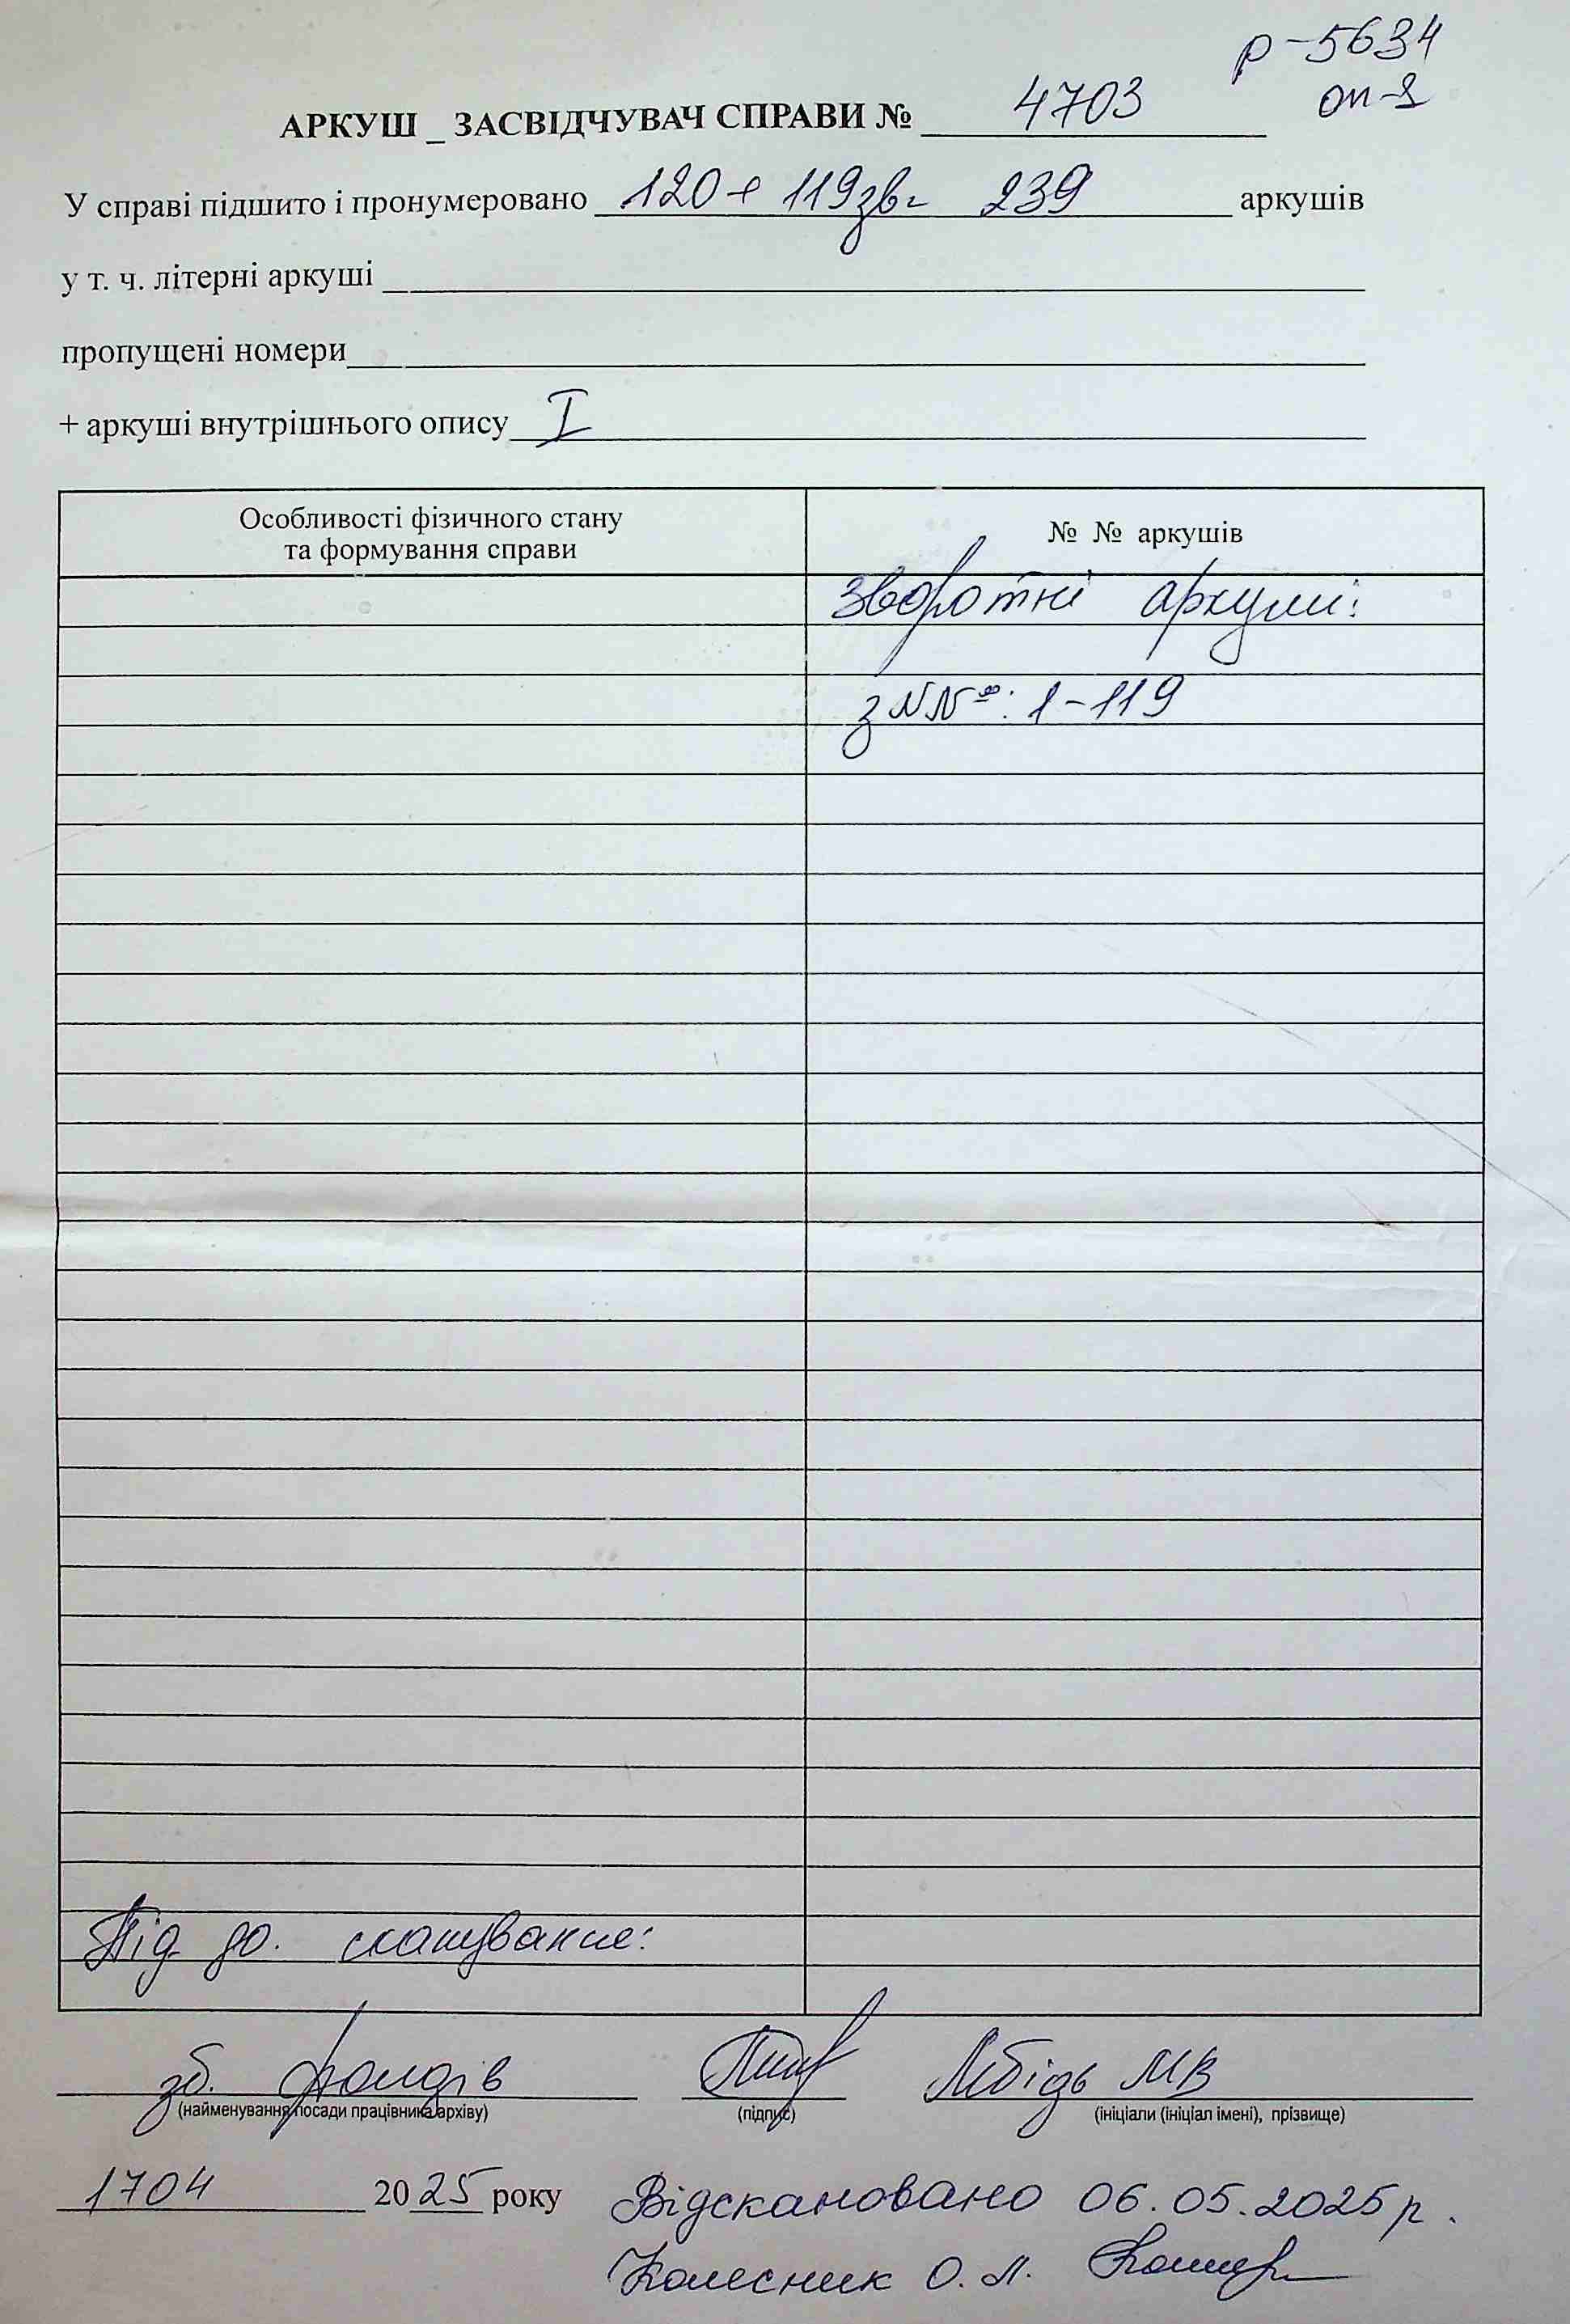 р-5634
оп-1
АРКУШ _ ЗАСВІДЧУВАЧ СПРАВИ № 4703
У справі підшито і пронумеровано 120 + 119зв = 239 аркушів
у т. ч. літерні аркуші
пропущені номери
+ аркуші внутрішнього опису I
Особливості фізичного стану
та формування справи
№ № аркушів
Зворотні аркуши:
з №№: 1-119
Під. до. сканування:
зб. фондів
Лебідь МВ
(найменування посади працівника архіву)
(підпис)
(ініціали (ініціал імені), прізвище)
1704 2025 року
Відскановано 06.05.2025 р.
Колесник О. Л.